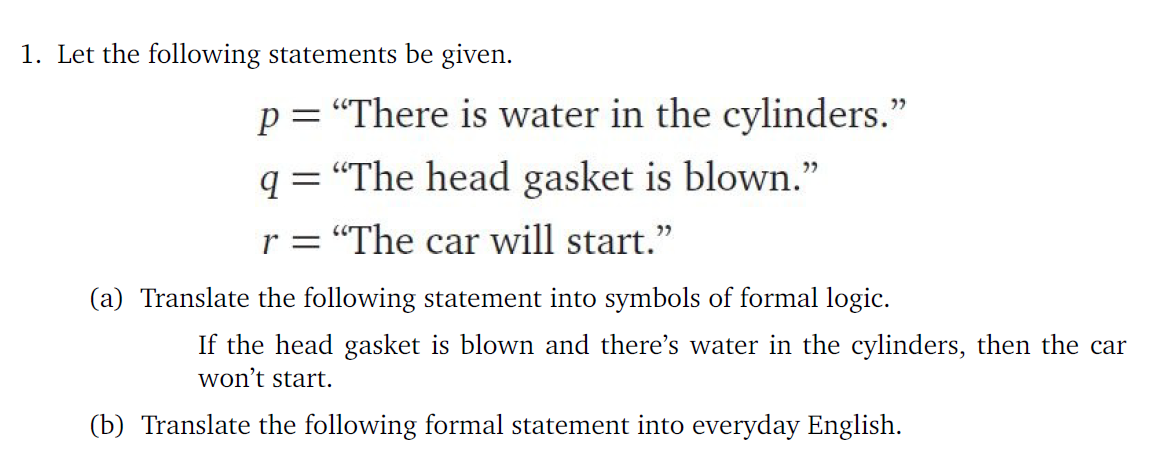 1. Let the following statements be given.
p = “There is water in the cylinders.”
q = “The head gasket is blown.”
r = “The car will start.”
(a) Translate the following statement into symbols of formal logic.
If the head gasket is blown and there’s water in the cylinders, then the car
won’t start.
(b) Translate the following formal statement into everyday English.